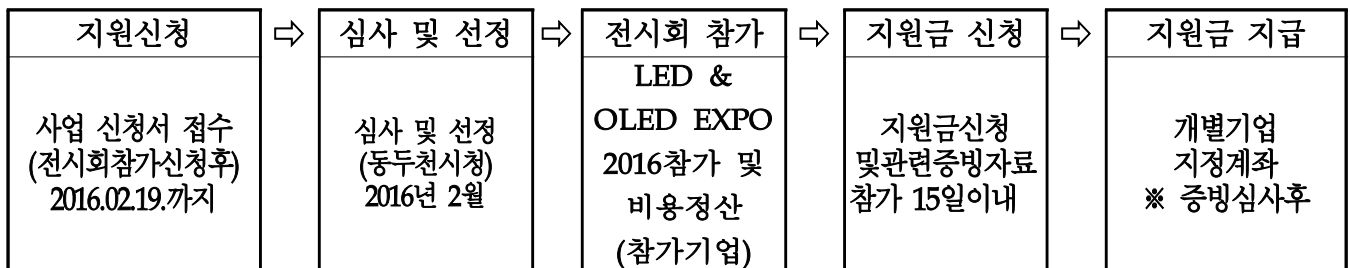 지원신청
사업 신청서 접수
(전시회참가신청후)
2016.02.19.까지
⇨
심사 및 선정
심사 및 선정
(동두천시청)
2016년 2월
⇨
전시회 참가
LED &
OLED EXPO
2016참가 및
비용정산
(참가기업)
⇨
지원금 신청
지원금신청
및관련증빙자료
참가 15일이내
⇨
지원금 지급
개별기업
지정계좌
※ 증빙심사후